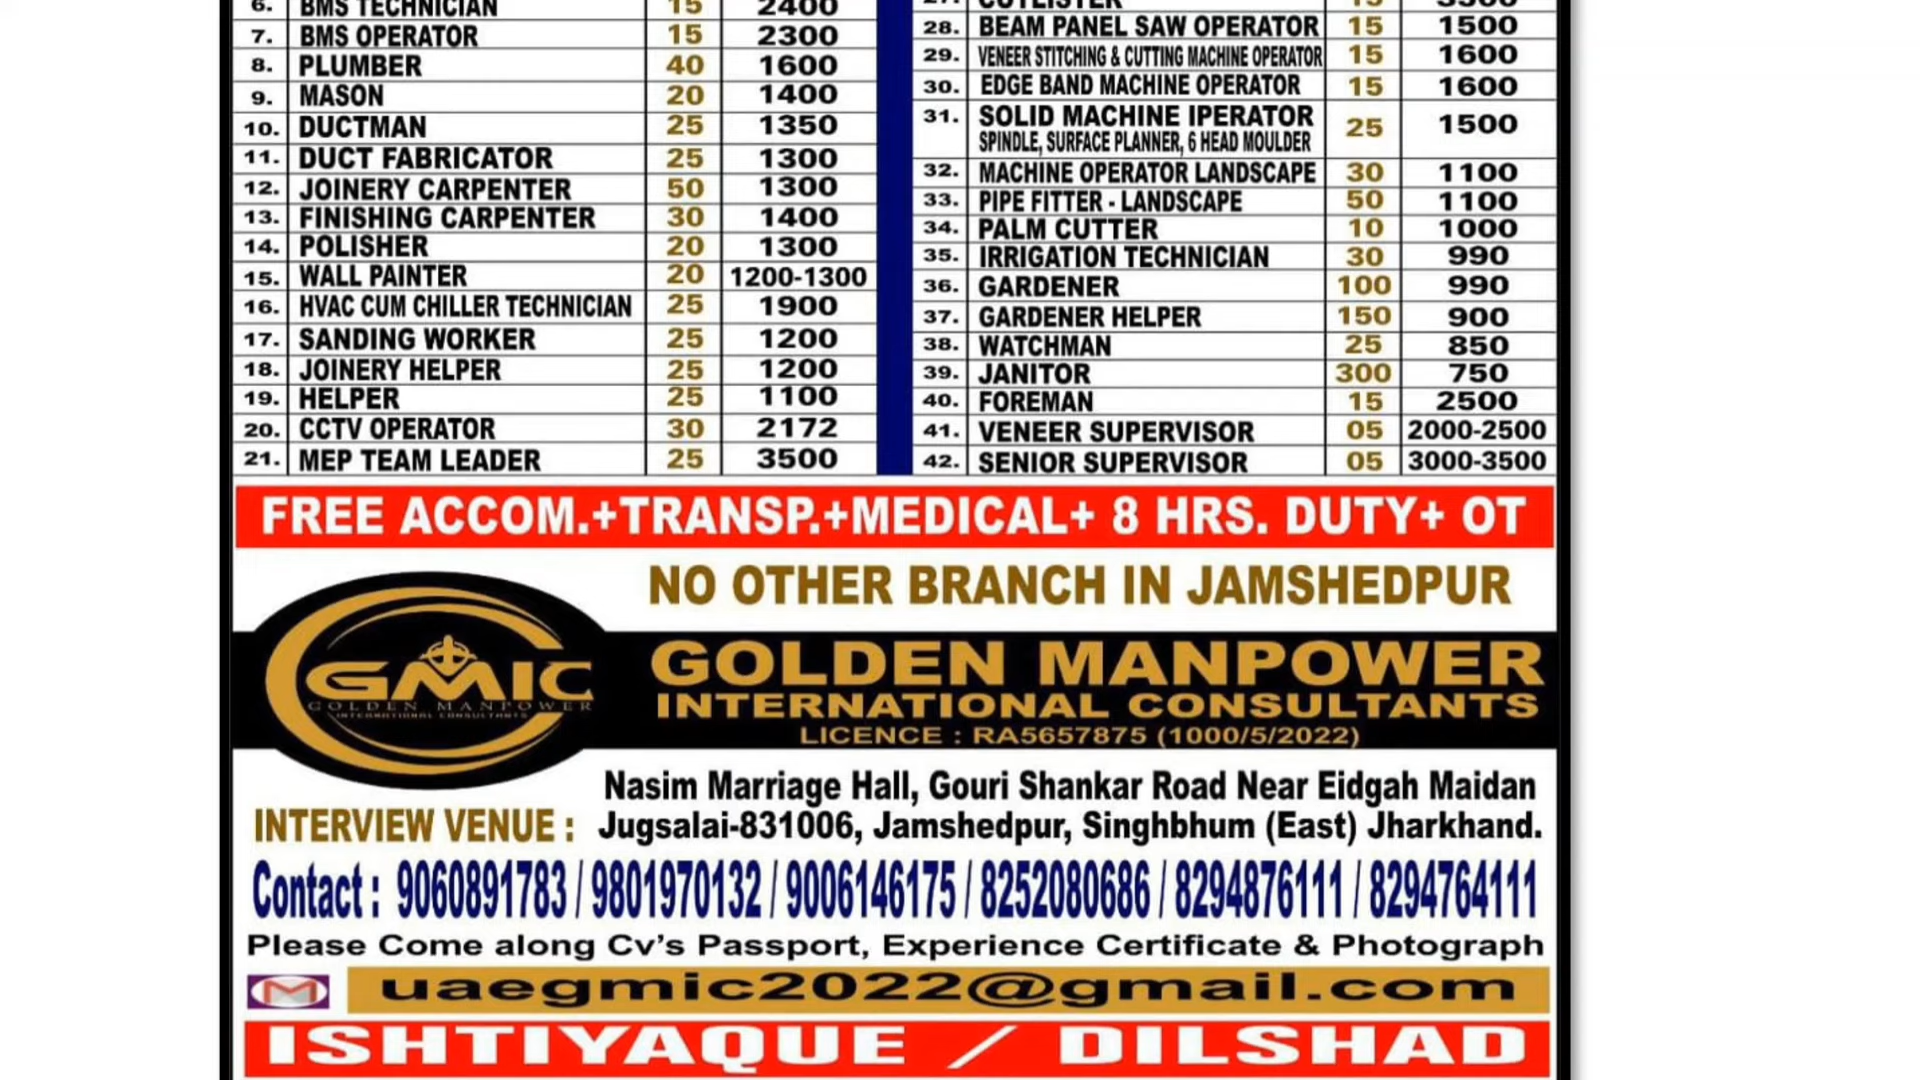 6. BMS TECHNICIAN 15 2400
7. BMS OPERATOR 15 2300
8. PLUMBER 40 1600
9. MASON 20 1400
10. DUCTMAN 25 1350
11. DUCT FABRICATOR 25 1300
12. JOINERY CARPENTER 50 1300
13. FINISHING CARPENTER 30 1400
14. POLISHER 20 1300
15. WALL PAINTER 20 1200-1300
16. HVAC CUM CHILLER TECHNICIAN 25 1900
17. SANDING WORKER 25 1200
18. JOINERY HELPER 25 1200
19. HELPER 25 1100
20. CCTV OPERATOR 30 2172
21. MEP TEAM LEADER 25 3500
27. CUTLISTER 15 3500
28. BEAM PANEL SAW OPERATOR 15 1500
29. VENEER STITCHING & CUTTING MACHINE OPERATOR 15 1600
30. EDGE BAND MACHINE OPERATOR 15 1600
31. SOLID MACHINE IPERATOR 25 1500
SPINDLE, SURFACE PLANNER, 6 HEAD MOULDER
32. MACHINE OPERATOR LANDSCAPE 30 1100
33. PIPE FITTER - LANDSCAPE 50 1100
34. PALM CUTTER 10 1000
35. IRRIGATION TECHNICIAN 30 990
36. GARDENER 100 990
37. GARDENER HELPER 150 900
38. WATCHMAN 25 850
39. JANITOR 300 750
40. FOREMAN 15 2500
41. VENEER SUPERVISOR 05 2000-2500
42. SENIOR SUPERVISOR 05 3000-3500
FREE ACCOM.+TRANSP.+MEDICAL+ 8 HRS. DUTY+ OT
NO OTHER BRANCH IN JAMSHEDPUR
GMIC
GOLDEN MANPOWER
INTERNATIONAL CONSULTANTS
GOLDEN MANPOWER
INTERNATIONAL CONSULTANTS
LICENCE : RA5657875 (1000/5/2022)
Nasim Marriage Hall, Gouri Shankar Road Near Eidgah Maidan
INTERVIEW VENUE : Jugsalai-831006, Jamshedpur, Singhbhum (East) Jharkhand.
Contact : 9060891783 / 9801970132 / 9006146175 / 8252080686 / 8294876111 / 8294764111
Please Come along Cv's Passport, Experience Certificate & Photograph
uaegmic2022@gmail.com
ISHTIYAQUE / DILSHAD